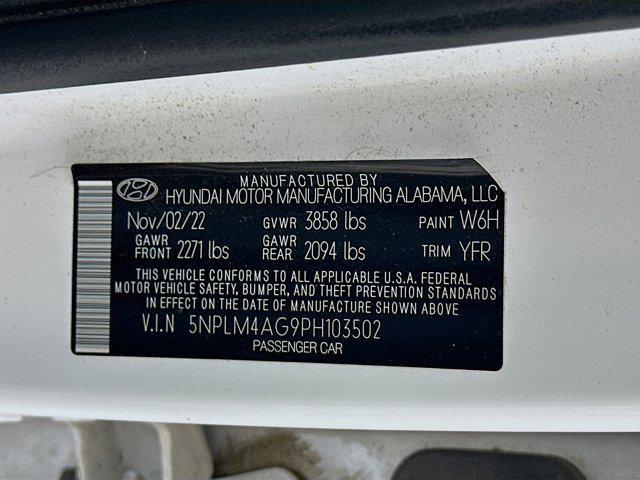 MANUFACTURED BY
HYUNDAI MOTOR MANUFACTURING ALABAMA, LLC
Nov/02/22 GVWR 3858 lbs PAINT W6H
GAWR FRONT 2271 lbs GAWR REAR 2094 lbs TRIM YFR
THIS VEHICLE CONFORMS TO ALL APPLICABLE U.S.A. FEDERAL
MOTOR VEHICLE SAFETY, BUMPER, AND THEFT PREVENTION STANDARDS
IN EFFECT ON THE DATE OF MANUFACTURE SHOWN ABOVE
V.I.N 5NPLM4AG9PH103502
PASSENGER CAR